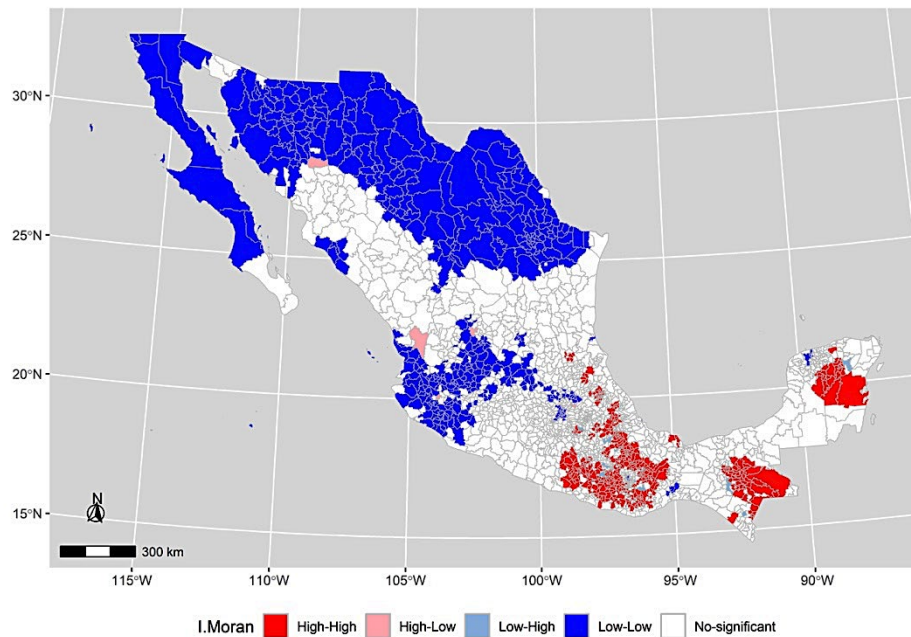 30°N
25°N
20°N
15°N
N
300 km
115°W 110°W 105°W 100°W 95°W 90°W
I.Moran High-High High-Low Low-High Low-Low No-significant